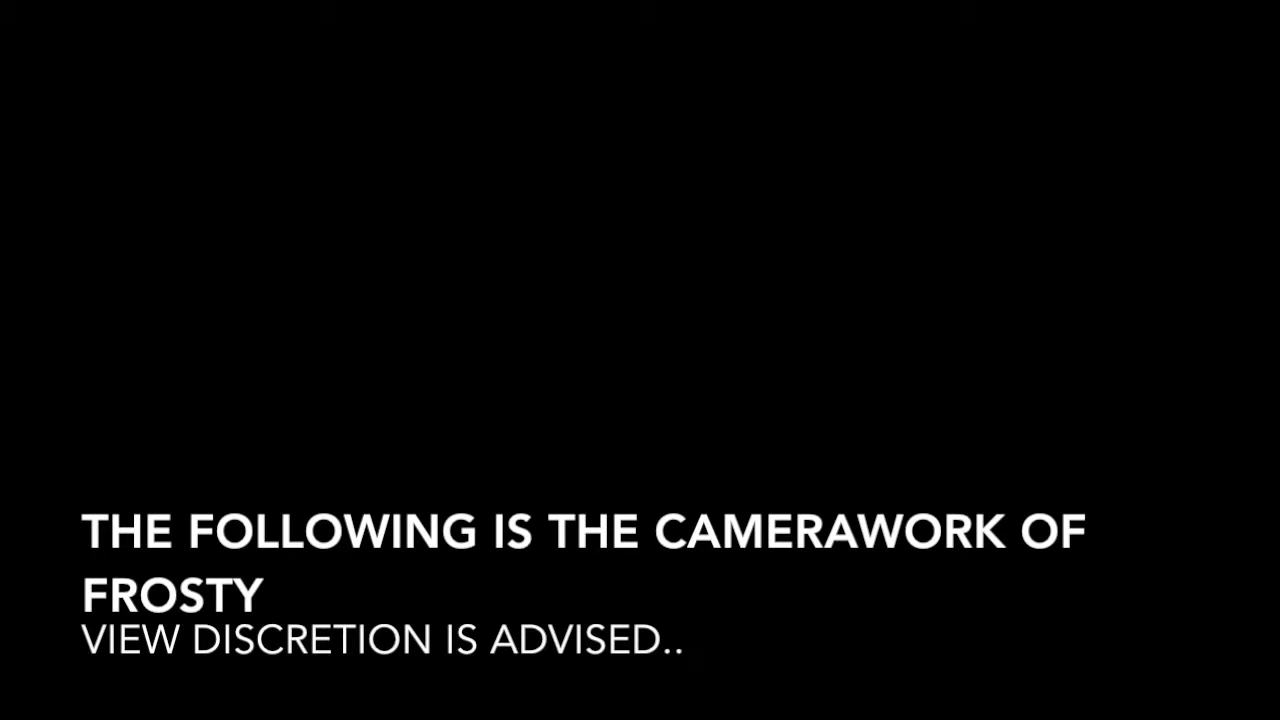 THE FOLLOWING IS THE CAMERAWORK OF
FROSTY
VIEW DISCRETION IS ADVISED..